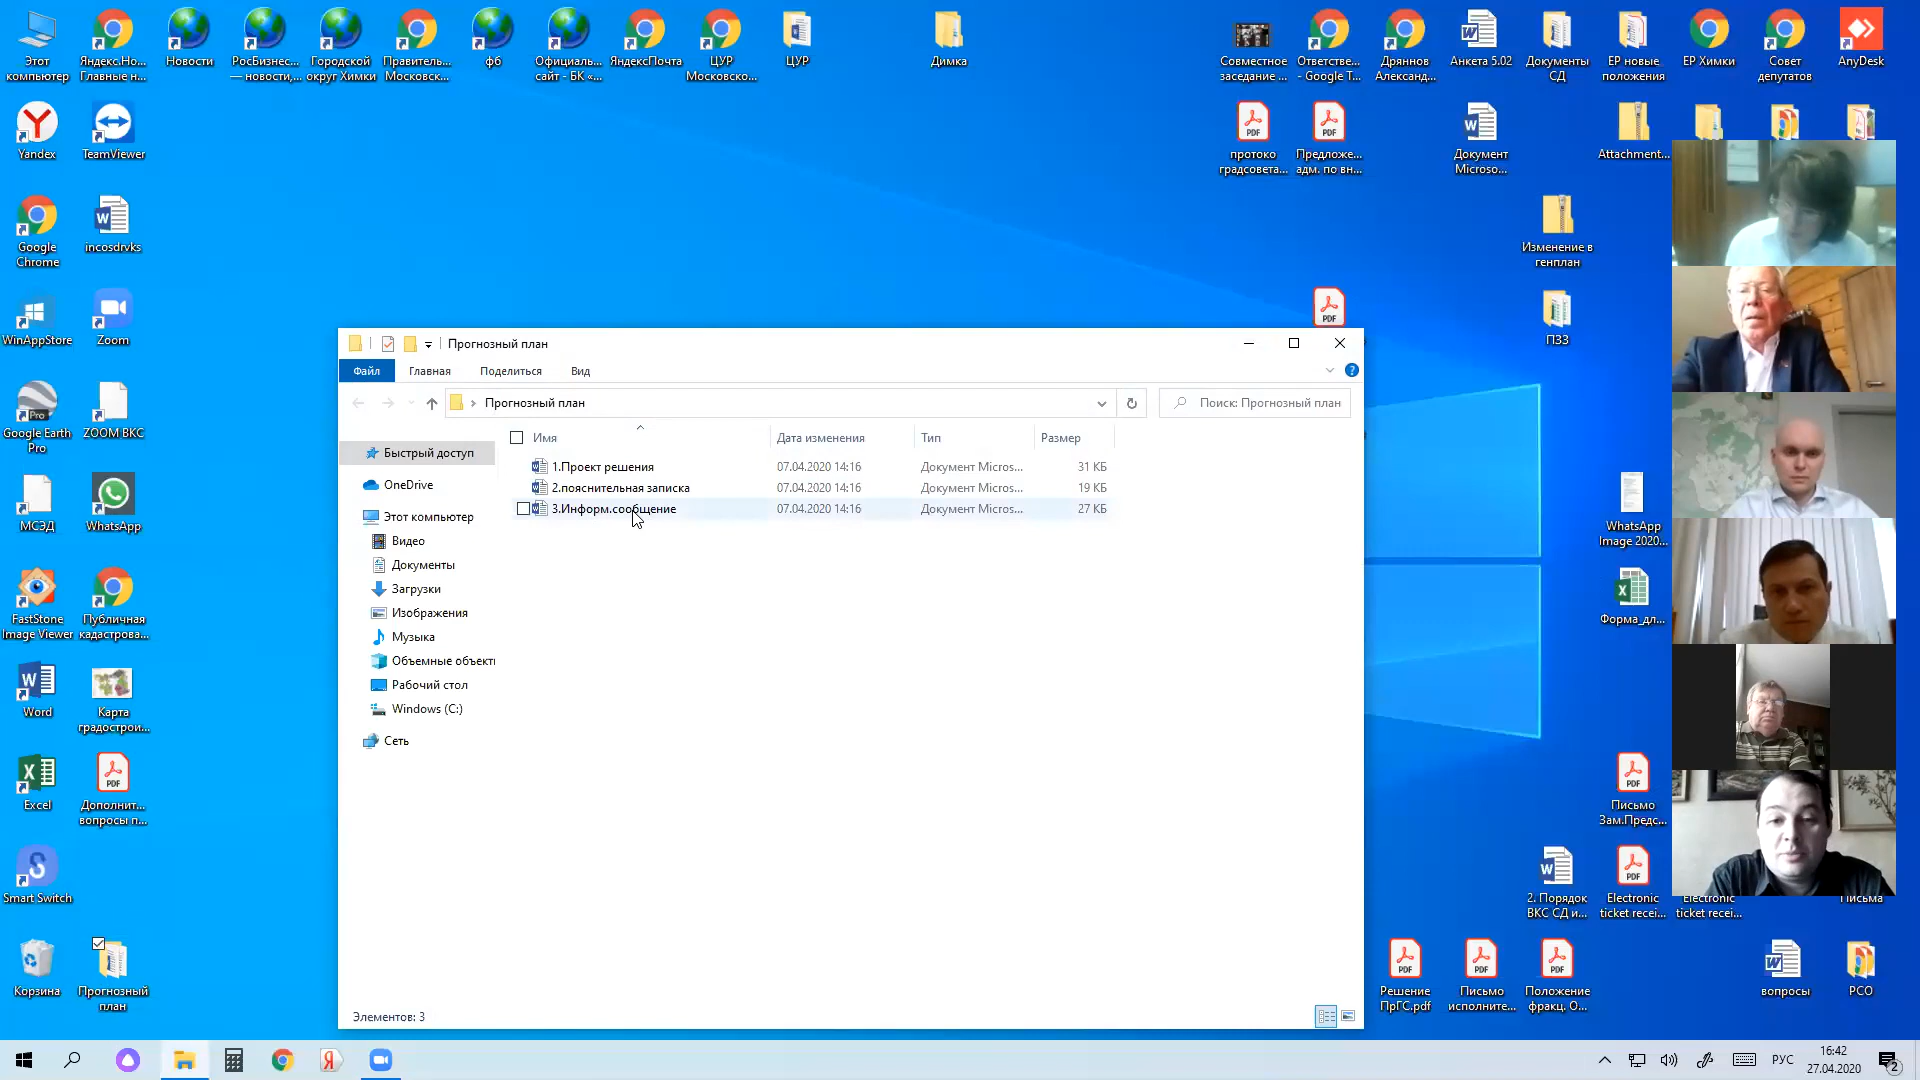 Этот
компьютер
Яндекс.Но...
Главные н...
Новости
РосБизнес...
— новости,...
Городской
округ Химки
Правитель...
Московск...
фб
Официаль...
сайт - БК «...
ЯндексПочта
ЦУР
Московско...
ЦУР
Димка
Совместное
заседание ...
Ответстве...
- Google Т...
Дряннов
Александ...
Анкета 5.02
Документы
СД
ЕР новые
положения
ЕР Химки
Совет
депутатов
AnyDesk
Yandex
TeamViewer
протоко
градсовета...
Предложе...
адм. по вн...
Документ
Microso...
Attachment...
Google
Chrome
incosdrvks
Изменение в
генплан
WinAppStore
Zoom
ПЗЗ
Google Earth
Pro
ZOOM ВКС
МСЭД
WhatsApp
WhatsApp
Image 2020...
FastStone
Image Viewer
Публичная
кадастрова...
Форма_дл...
Word
Карта
градострои...
Excel
Дополнит...
вопросы п...
Письмо
Зам.Предс...
Smart Switch
2. Порядок
ВКС СД и...
Electronic
ticket recei...
Electronic
ticket recei...
Письма
Корзина
Прогнозный
план
Решение
ПрГС.pdf
Письмо
исполните...
Положение
фракц. О...
вопросы
РСО
Прогнозный план
Файл
Главная
Поделиться
Вид
Прогнозный план
Поиск: Прогнозный план
Имя
Дата изменения
Тип
Размер
1.Проект решения 07.04.2020 14:16 Документ Micros... 31 КБ
2.пояснительная записка 07.04.2020 14:16 Документ Micros... 19 КБ
3.Информ.сообщение 07.04.2020 14:16 Документ Micros... 27 КБ
Быстрый доступ
OneDrive
Этот компьютер
Видео
Документы
Загрузки
Изображения
Музыка
Объемные объекты
Рабочий стол
Windows (C:)
Сеть
Элементов: 3
РУС
16:42
27.04.2020
2